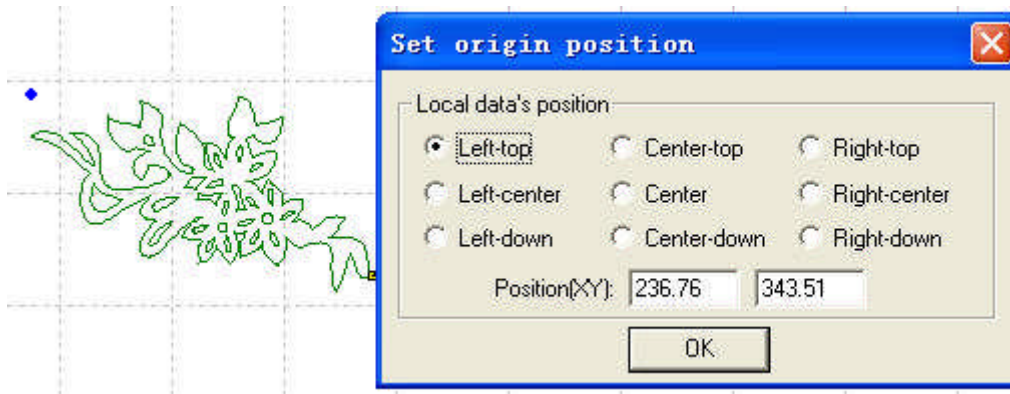 Set origin position
Local data's position
Left-top Center-top Right-top
Left-center Center Right-center
Left-down Center-down Right-down
Position(XY): 236.76 343.51
OK